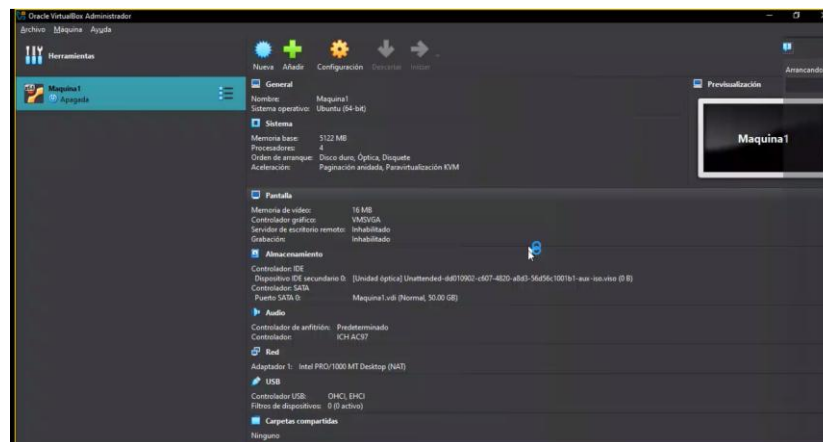 Oracle VirtualBox Administrador
Archivo Máquina Ayuda
Herramientas
Nueva Añadir Configuración Descartar Iniciar
Arrancando
Maquina1
Apagada
General
Nombre: Maquina1
Sistema operativo: Ubuntu (64-bit)
Previsualización
Maquina1
Sistema
Memoria base: 5122 MB
Procesadores: 4
Orden de arranque: Disco duro, Óptica, Disquete
Aceleración: Paginación anidada, Paravirtualización KVM
Pantalla
Memoria de vídeo: 16 MB
Controlador gráfico: VMSVGA
Servidor de escritorio remoto: Inhabilitado
Grabación: Inhabilitado
Almacenamiento
Controlador: IDE
Dispositivo IDE secundario 0: [Unidad óptica] Unattended-dd010902-c607-4820-a8d3-56d56c1001b1-aux-iso.viso (0 B)
Controlador: SATA
Puerto SATA 0: Maquina1.vdi (Normal, 50.00 GB)
Audio
Controlador de anfitrión: Predeterminado
Controlador: ICH AC97
Red
Adaptador 1: Intel PRO/1000 MT Desktop (NAT)
USB
Controlador USB: OHCI, EHCI
Filtros de dispositivos: 0 (0 activo)
Carpetas compartidas
Ninguno